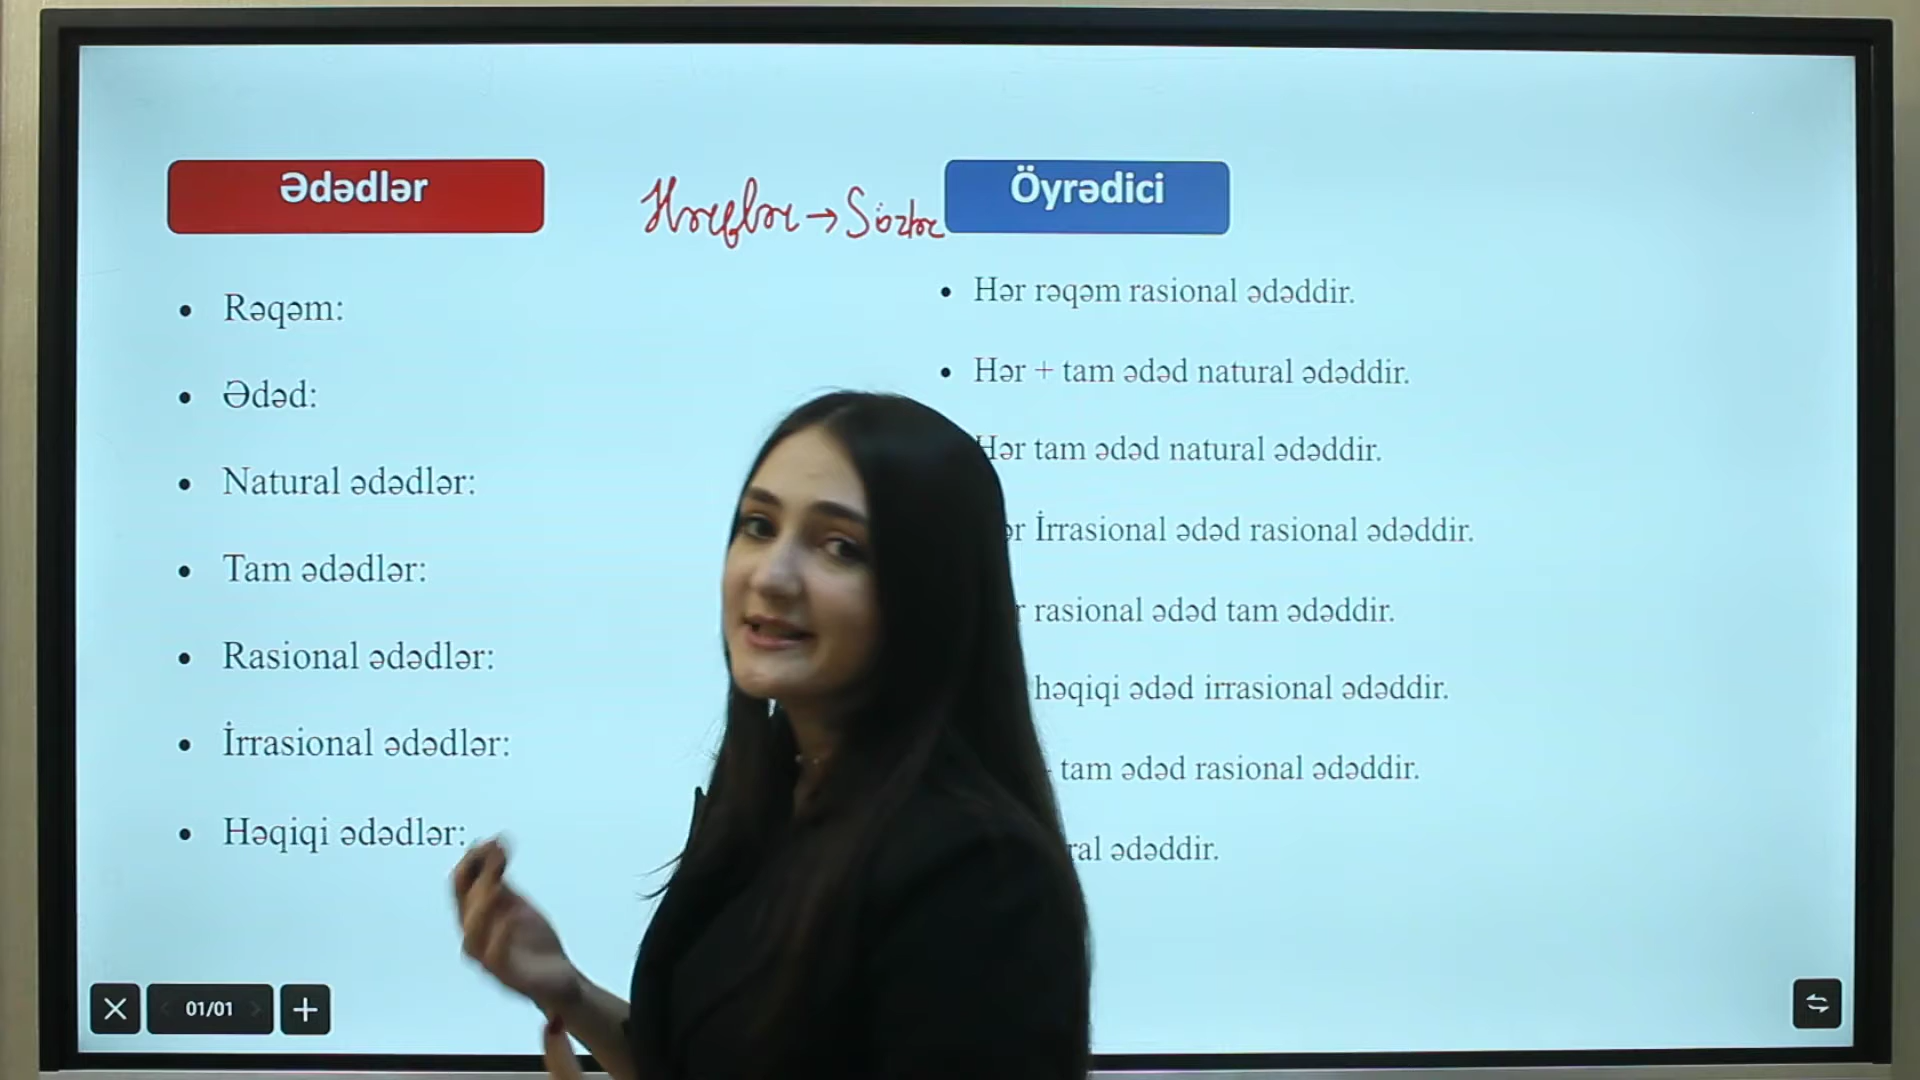 Ədədlər
• Rəqəm:
• Ədəd:
• Natural ədədlər:
• Tam ədədlər:
• Rasional ədədlər:
• İrrasional ədədlər:
• Həqiqi ədədlər:
Hərflər → Sözlər
Öyrədici
• Hər rəqəm rasional ədəddir.
• Hər + tam ədəd natural ədəddir.
Hər tam ədəd natural ədəddir.
İrrasional ədəd rasional ədəddir.
rasional ədəd tam ədəddir.
həqiqi ədəd irrasional ədəddir.
tam ədəd rasional ədəddir.
ədəddir.
01/01